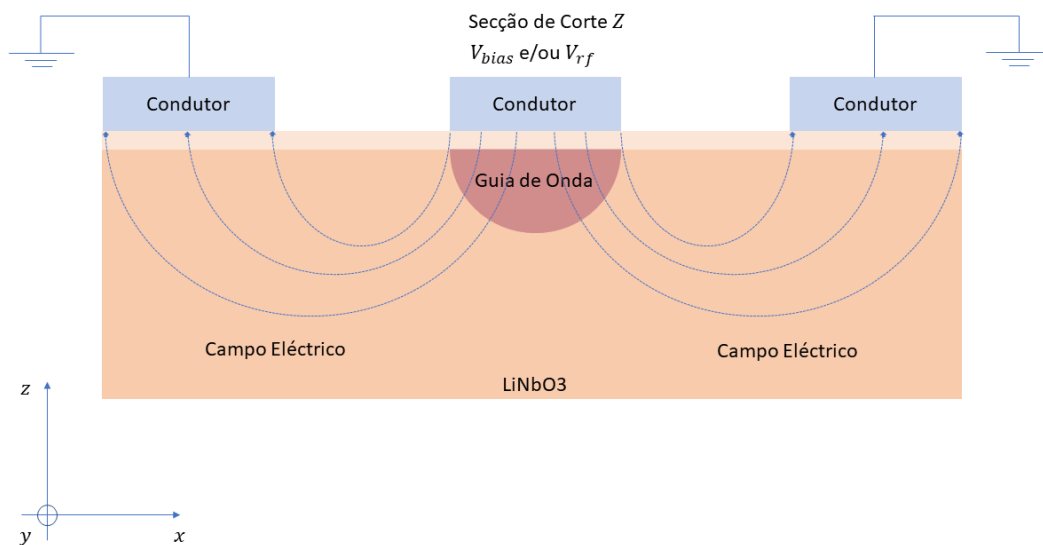 Secção de Corte Z
V_bias e/ou V_rf
Condutor
Condutor
Condutor
Guia de Onda
Campo Eléctrico
Campo Eléctrico
LiNbO3
z
y
x